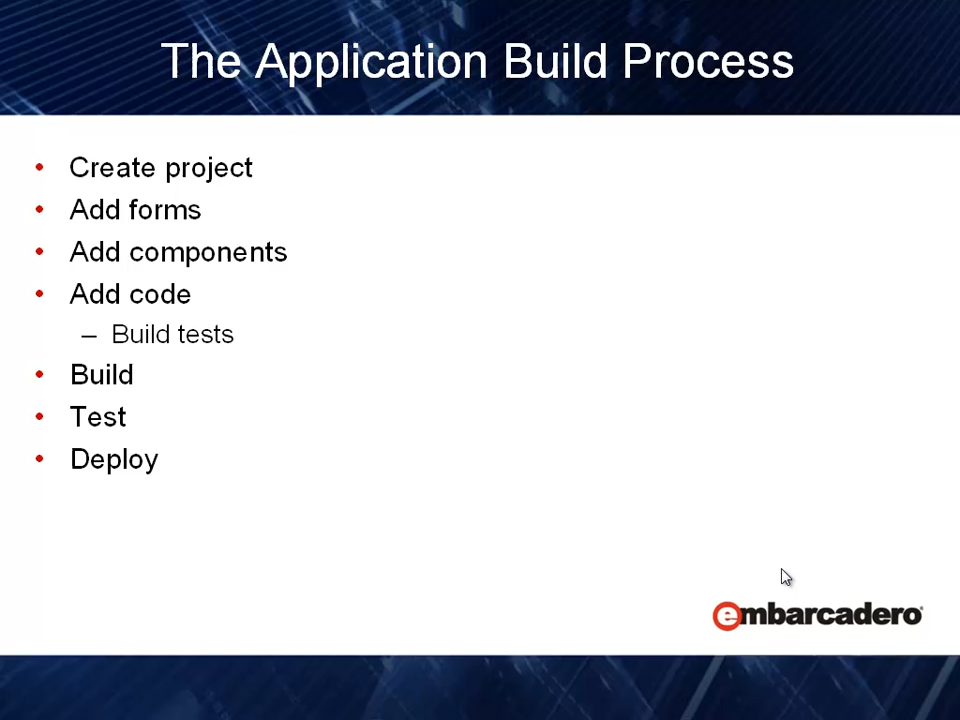 The Application Build Process
• Create project
• Add forms
• Add components
• Add code
– Build tests
• Build
• Test
• Deploy
embarcadero